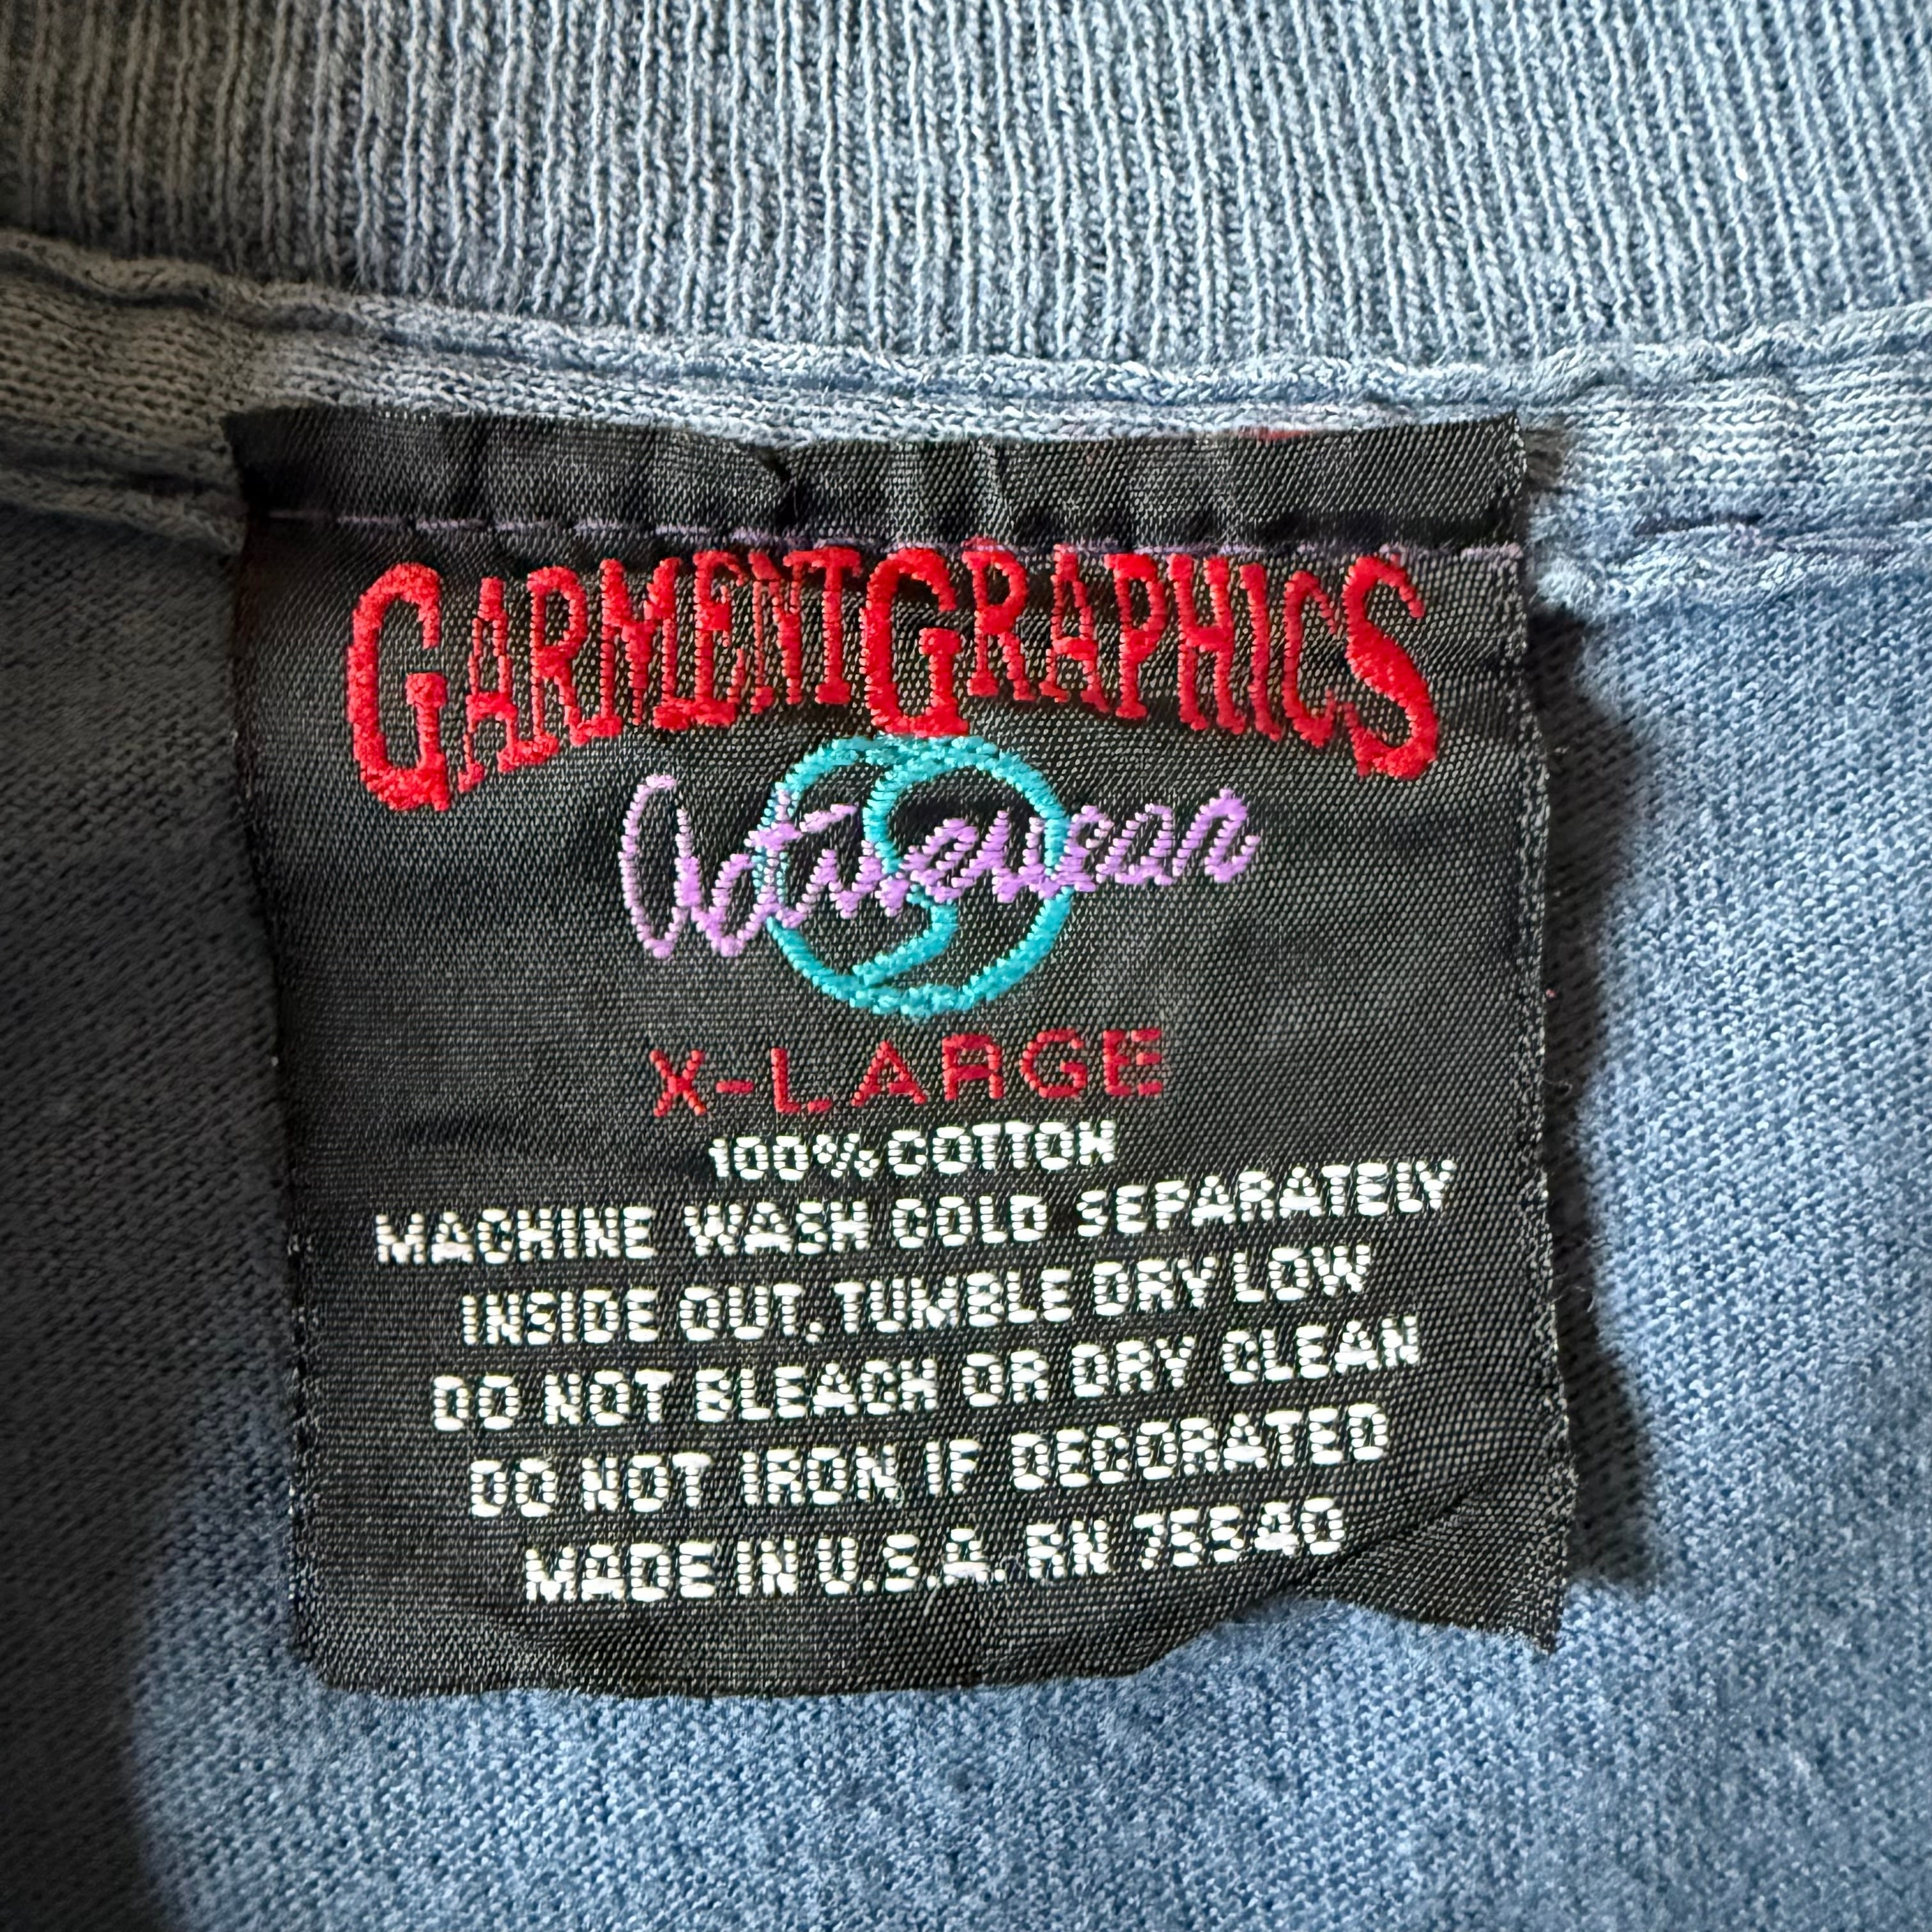 GARMENTGRAPHICS
Activewear
X-LARGE
100% COTTON
MACHINE WASH COLD SEPARATELY
INSIDE OUT, TUMBLE DRY LOW
DO NOT BLEACH OR DRY CLEAN
DO NOT IRON IF DECORATED
MADE IN U.S.A. RN 75540